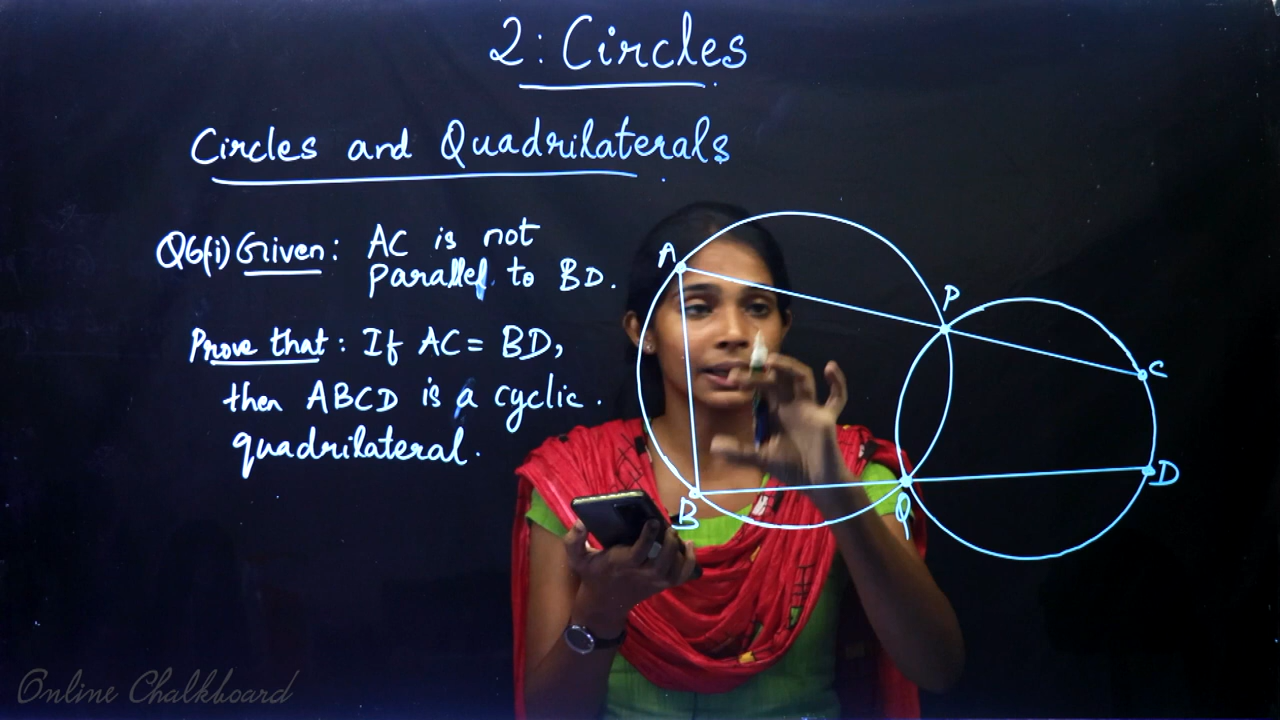 2: Circles
Circles and Quadrilaterals
Q6(i) Given: AC is not
parallel to BD.
Prove that: If AC = BD,
then ABCD is a cyclic.
quadrilateral.
A
P
C
D
B
Q
Online Chalkboard